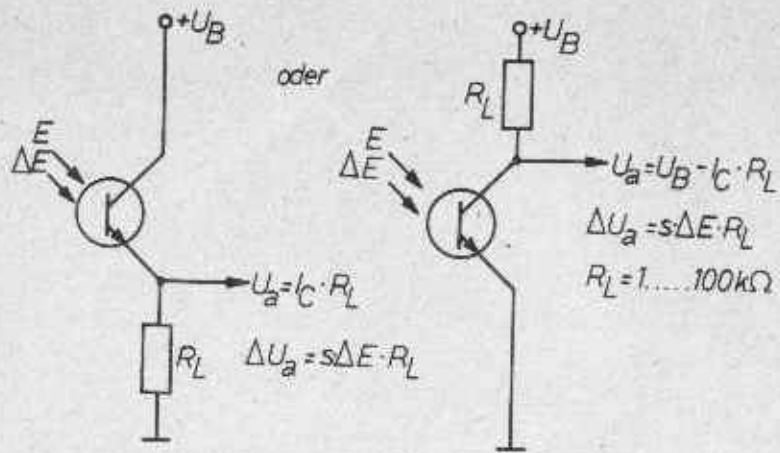 +U_B
oder
E
ΔE
U_a = I_C · R_L
R_L
ΔU_a = sΔE · R_L
+U_B
R_L
E
ΔE
U_a = U_B - I_C · R_L
ΔU_a = s·ΔE·R_L
R_L = 1.....100kΩ